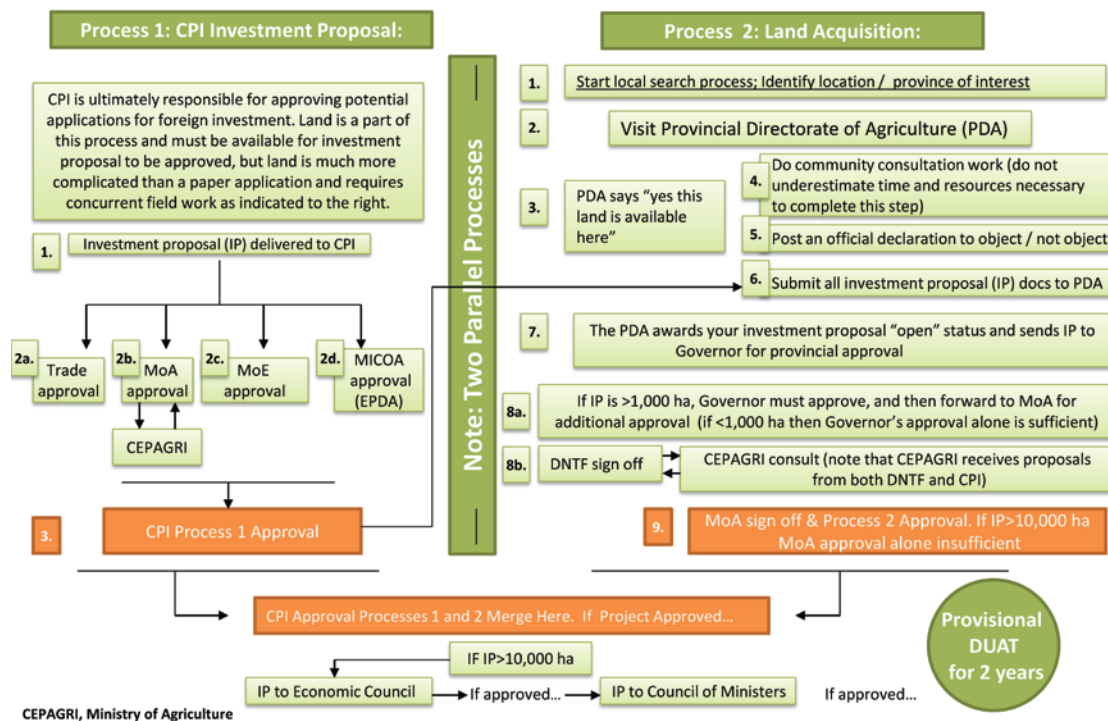 Process 1: CPI Investment Proposal:
CPI is ultimately responsible for approving potential
applications for foreign investment. Land is a part
of this process and must be available for investment
proposal to be approved, but land is much more
complicated than a paper application and requires
concurrent field work as indicated to the right.
1.
Investment proposal (IP) delivered to CPI
2a.
Trade
approval
2b.
MoA
approval
2c.
MoE
approval
2d.
MICOA
approval
(EPDA)
CEPAGRI
3.
CPI Process 1 Approval
Note: Two Parallel Processes
Process 2: Land Acquisition:
1.
Start local search process; Identify location / province of interest
2.
Visit Provincial Directorate of Agriculture (PDA)
3.
PDA says "yes this
land is available
here"
4.
Do community consultation work (do not
underestimate time and resources necessary
to complete this step)
5.
Post an official declaration to object / not object
6.
Submit all investment proposal (IP) docs to PDA
7.
The PDA awards your investment proposal "open" status and sends IP to
Governor for provincial approval
8a.
If IP is >1,000 ha, Governor must approve, and then forward to MoA for
additional approval (if <1,000 ha then Governor's approval alone is sufficient)
8b.
DNTF sign off
CEPAGRI consult (note that CEPAGRI receives proposals
from both DNTF and CPI)
9.
MoA sign off & Process 2 Approval. If IP>10,000 ha
MoA approval alone insufficient
CPI Approval Processes 1 and 2 Merge Here. If Project Approved...
IF IP>10,000 ha
IP to Economic Council
If approved...
IP to Council of Ministers
If approved...
Provisional
DUAT
for 2 years
CEPAGRI, Ministry of Agriculture